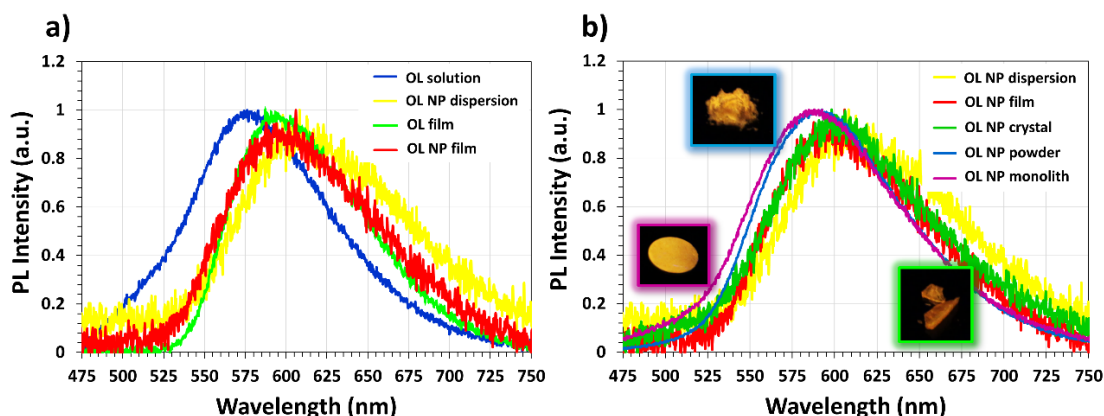 a)
1.2
1
0.8
0.6
0.4
0.2
0
PL Intensity (a.u.)
OL solution
OL NP dispersion
OL film
OL NP film
475 500 525 550 575 600 625 650 675 700 725 750
Wavelength (nm)
b)
1.2
1
0.8
0.6
0.4
0.2
0
PL Intensity (a.u.)
OL NP dispersion
OL NP film
OL NP crystal
OL NP powder
OL NP monolith
475 500 525 550 575 600 625 650 675 700 725 750
Wavelength (nm)